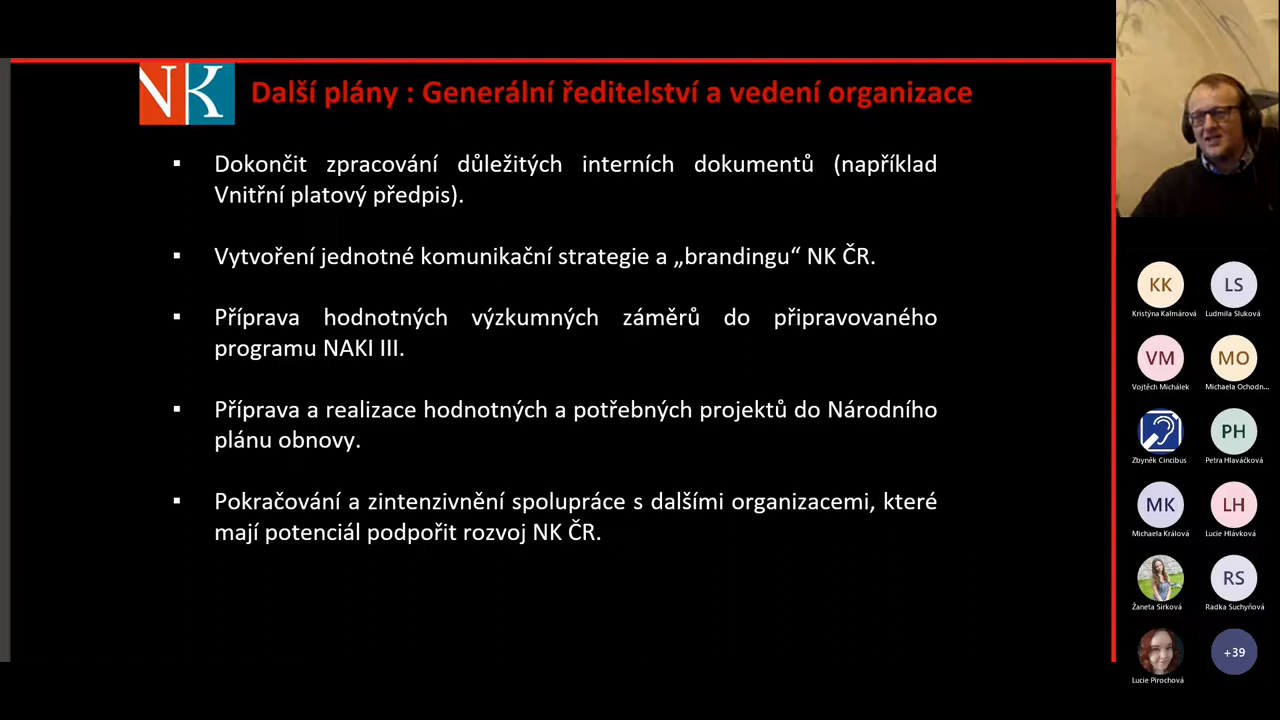 NK
Další plány : Generální ředitelství a vedení organizace
▪ Dokončit zpracování důležitých interních dokumentů (například
Vnitřní platový předpis).
▪ Vytvoření jednotné komunikační strategie a „brandingu“ NK ČR.
▪ Příprava hodnotných výzkumných záměrů do připravovaného
programu NAKI III.
▪ Příprava a realizace hodnotných a potřebných projektů do Národního
plánu obnovy.
▪ Pokračování a zintenzivnění spolupráce s dalšími organizacemi, které
mají potenciál podpořit rozvoj NK ČR.
KK LS
Kristýna Kalmárová Ludmila Sluková
VM MO
Vojtěch Michálek Michaela Ochodn...
PH
Zbyněk Cincibus Petra Hlaváčková
MK LH
Michaela Králová Lucie Hlávková
RS
Žaneta Sirková Radka Suchyňová
+39
Lucie Pirochová